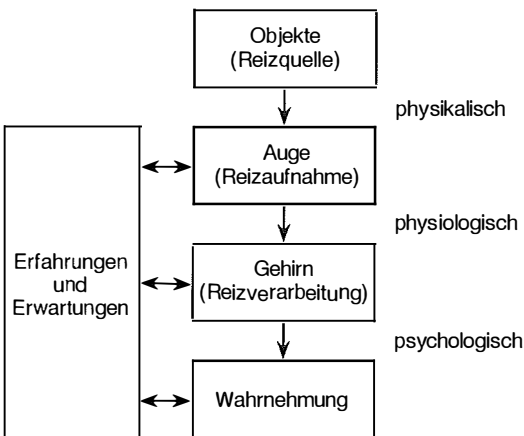 Objekte
(Reizquelle)
physikalisch
Auge
(Reizaufnahme)
physiologisch
Erfahrungen
und
Erwartungen
Gehirn
(Reizverarbeitung)
psychologisch
Wahrnehmung